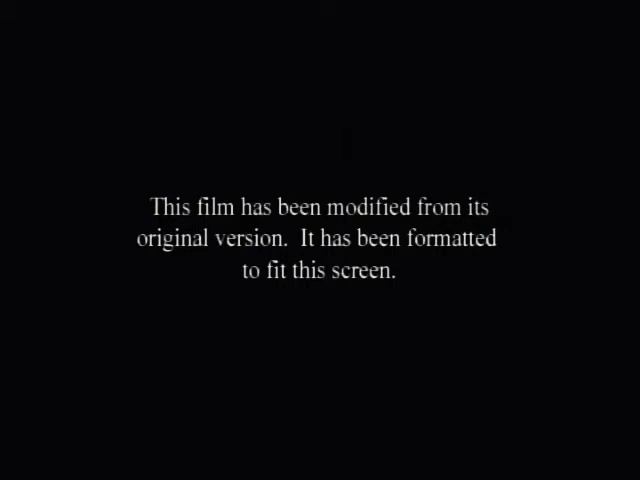 This film has been modified from its
original version.  It has been formatted
to fit this screen.